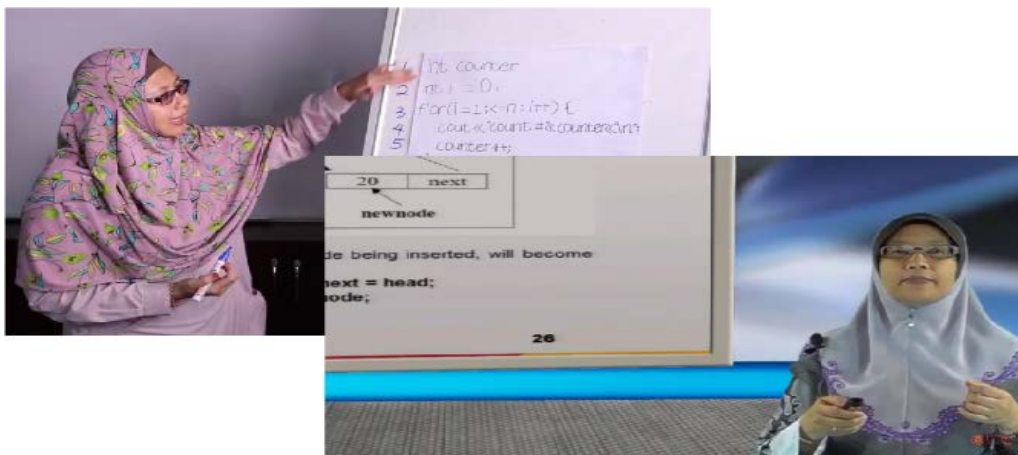 1 int counter
2 int i = 0;
3 for(i=1;i<=n;i++) {
4 cout<<"count #"&counter<<"\n";
5 counter++;
20 next
newnode
de being inserted, will become
next = head;
node;
26